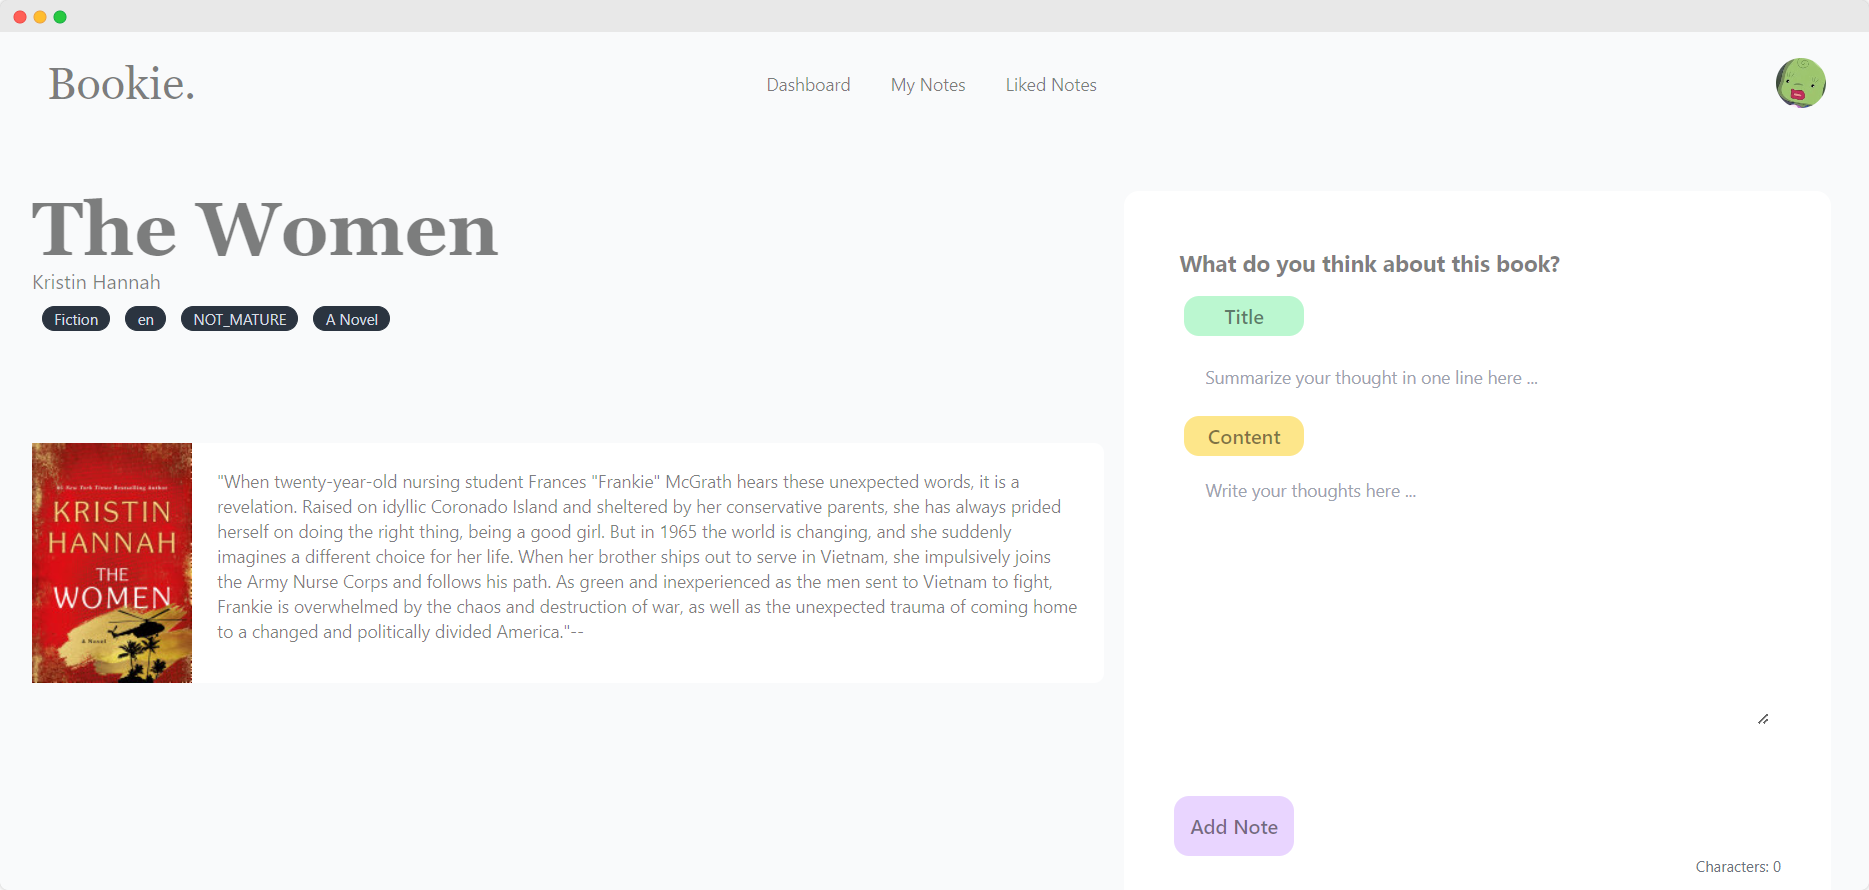 Bookie.
Dashboard
My Notes
Liked Notes
The Women
Kristin Hannah
Fiction
en
NOT_MATURE
A Novel
#1 New York Times Bestselling Author
KRISTIN
HANNAH
THE
WOMEN
A Novel
"When twenty-year-old nursing student Frances "Frankie" McGrath hears these unexpected words, it is a
revelation. Raised on idyllic Coronado Island and sheltered by her conservative parents, she has always prided
herself on doing the right thing, being a good girl. But in 1965 the world is changing, and she suddenly
imagines a different choice for her life. When her brother ships out to serve in Vietnam, she impulsively joins
the Army Nurse Corps and follows his path. As green and inexperienced as the men sent to Vietnam to fight,
Frankie is overwhelmed by the chaos and destruction of war, as well as the unexpected trauma of coming home
to a changed and politically divided America."--
What do you think about this book?
Title
Summarize your thought in one line here ...
Content
Write your thoughts here ...
Add Note
Characters: 0